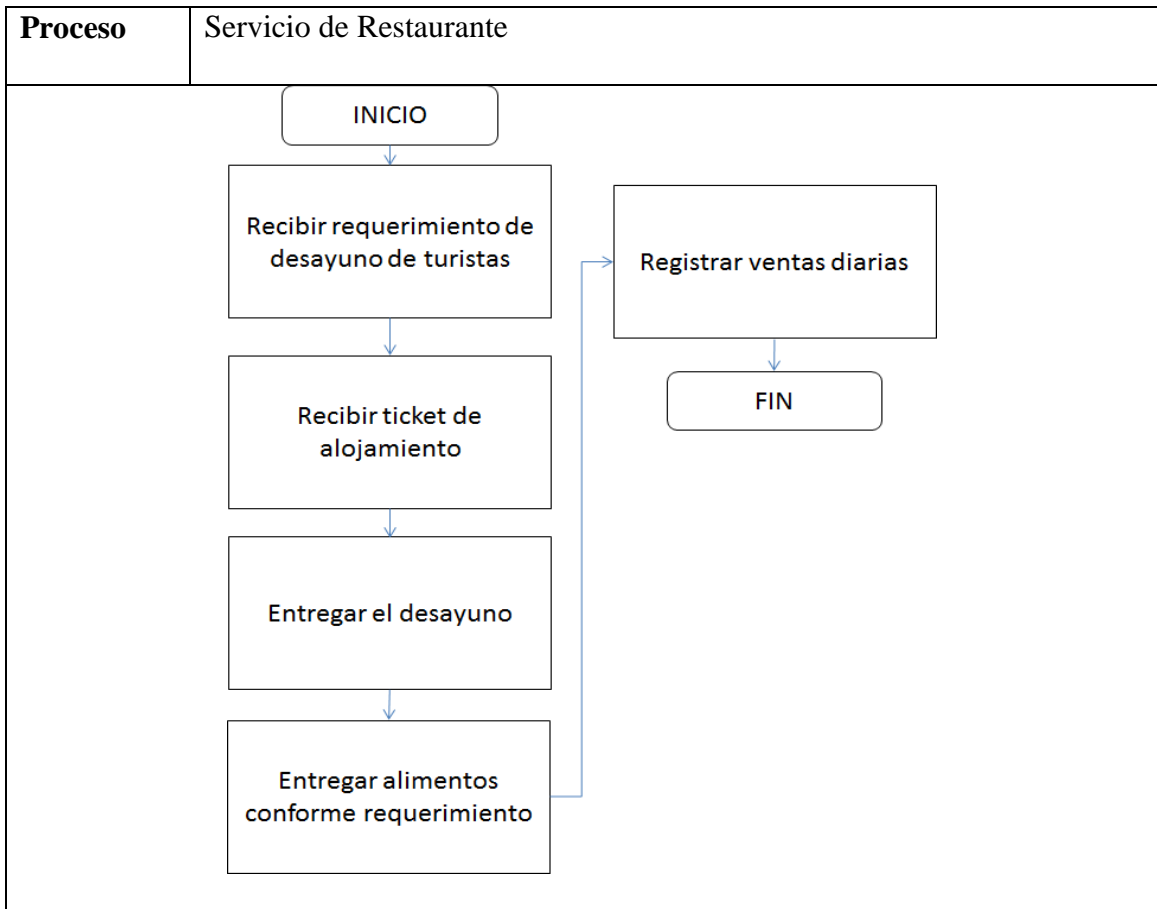 Proceso
Servicio de Restaurante
INICIO
Recibir requerimiento de
desayuno de turistas
Recibir ticket de
alojamiento
Entregar el desayuno
Entregar alimentos
conforme requerimiento
Registrar ventas diarias
FIN